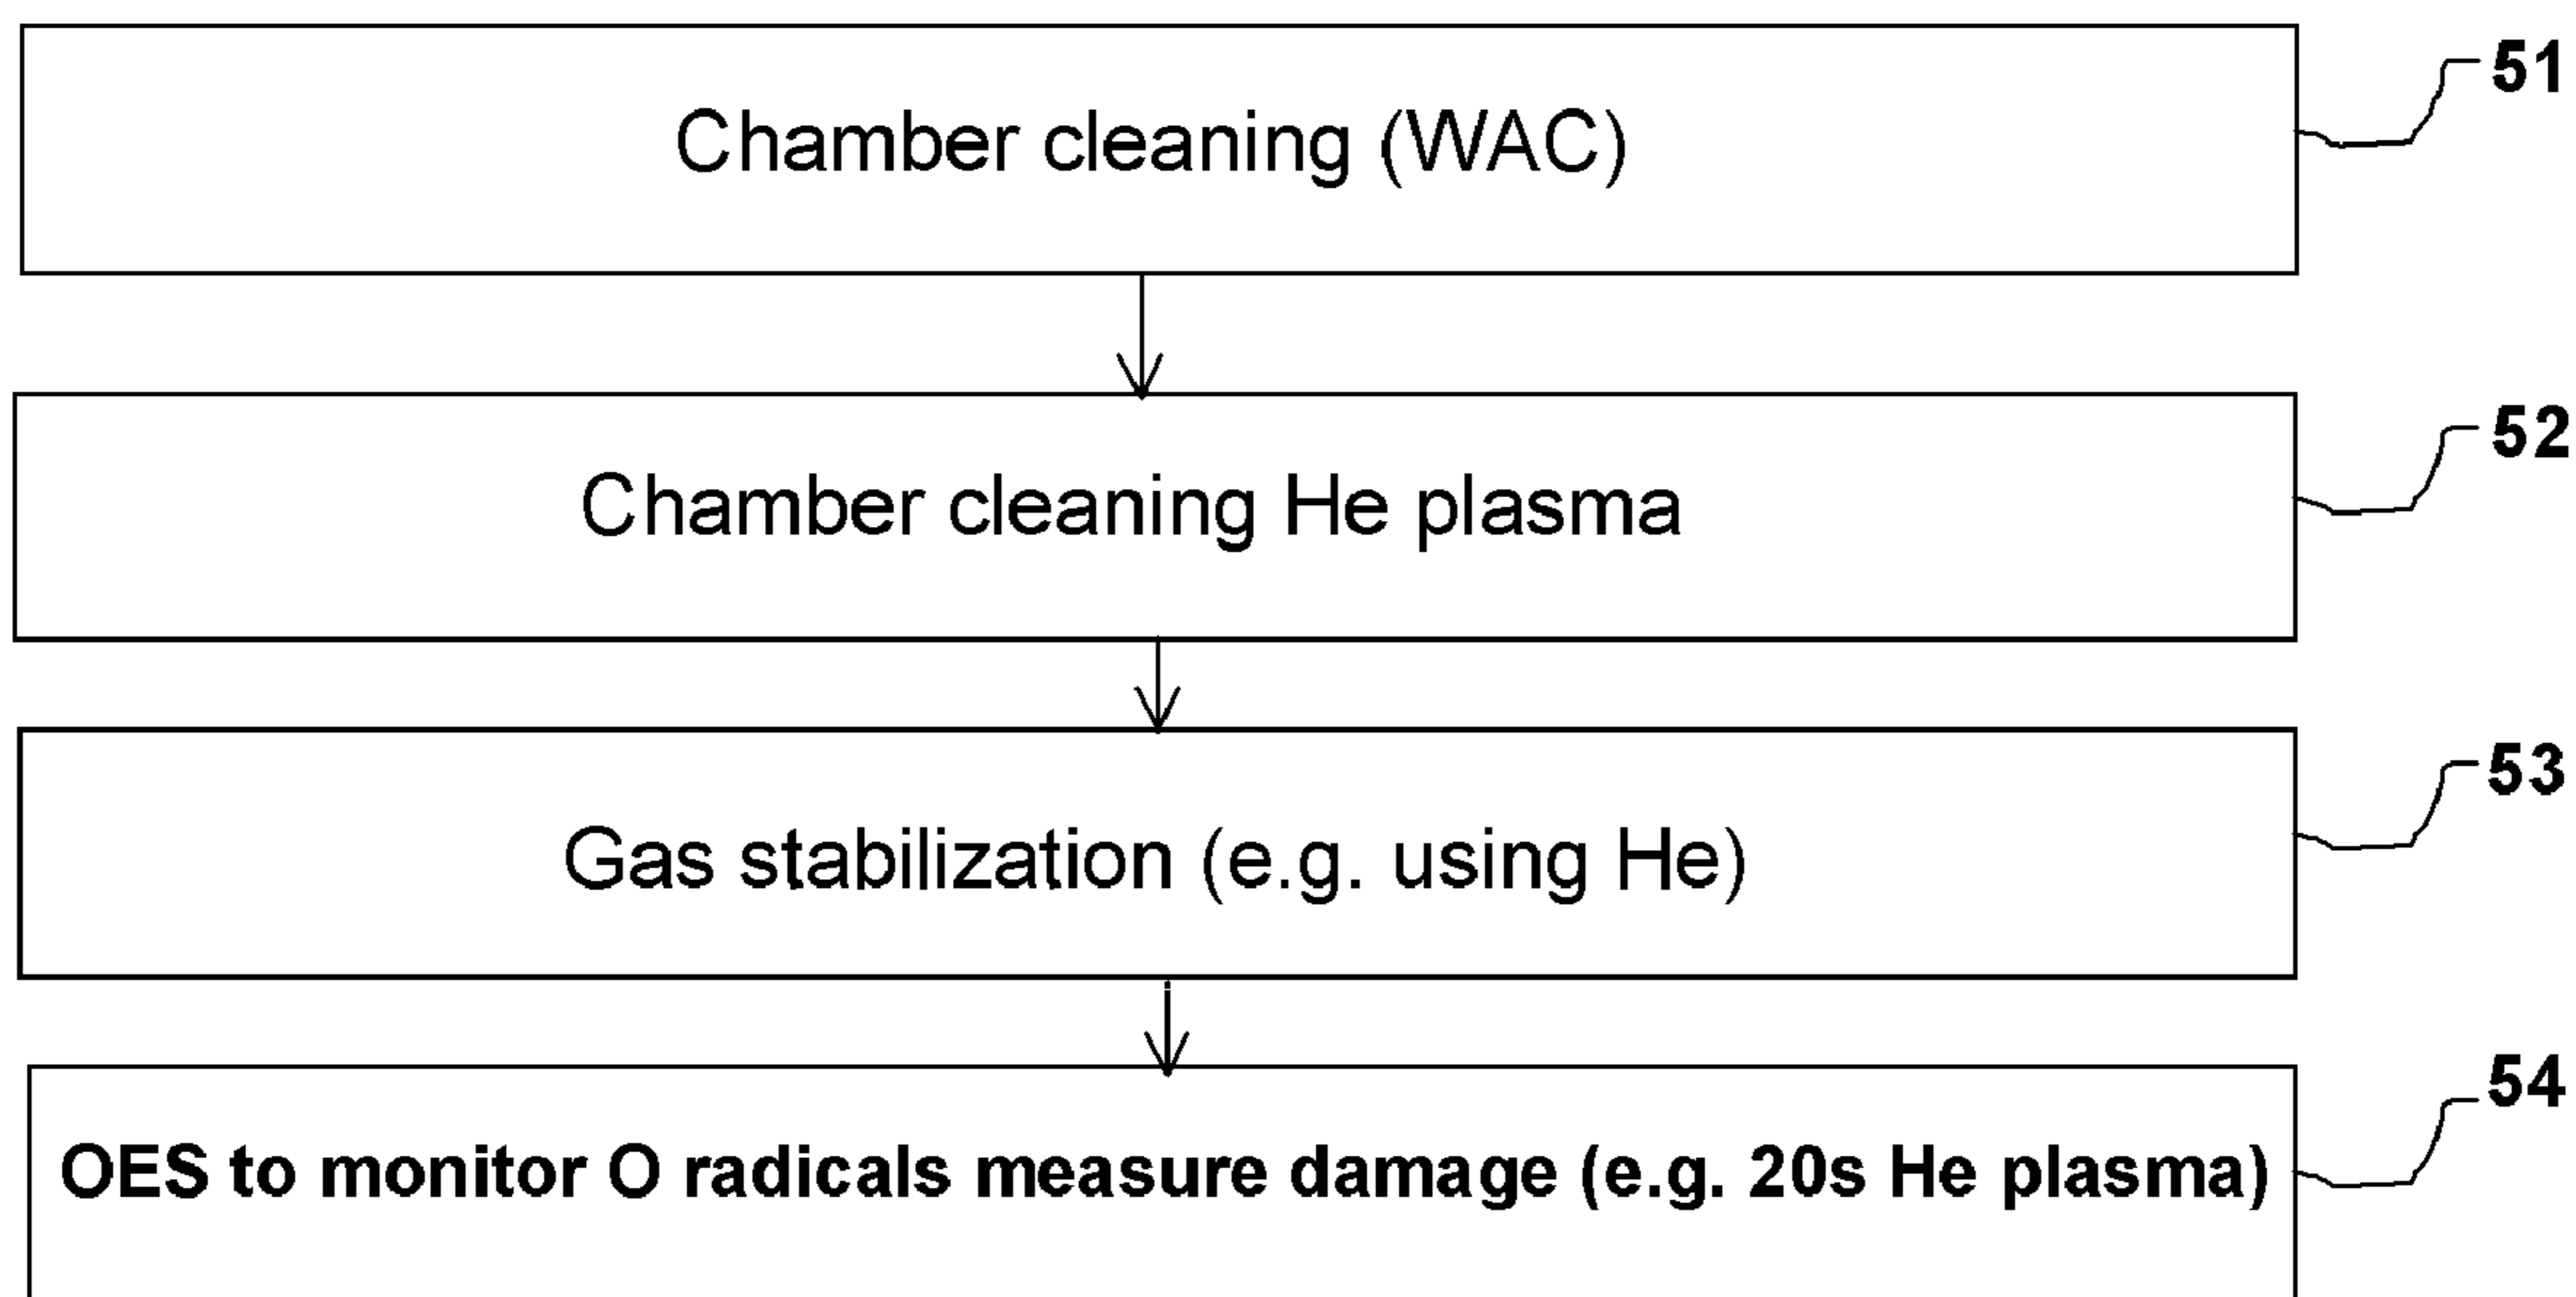 Chamber cleaning (WAC)
51
Chamber cleaning He plasma
52
Gas stabilization (e.g. using He)
53
OES to monitor O radicals measure damage (e.g. 20s He plasma)
54